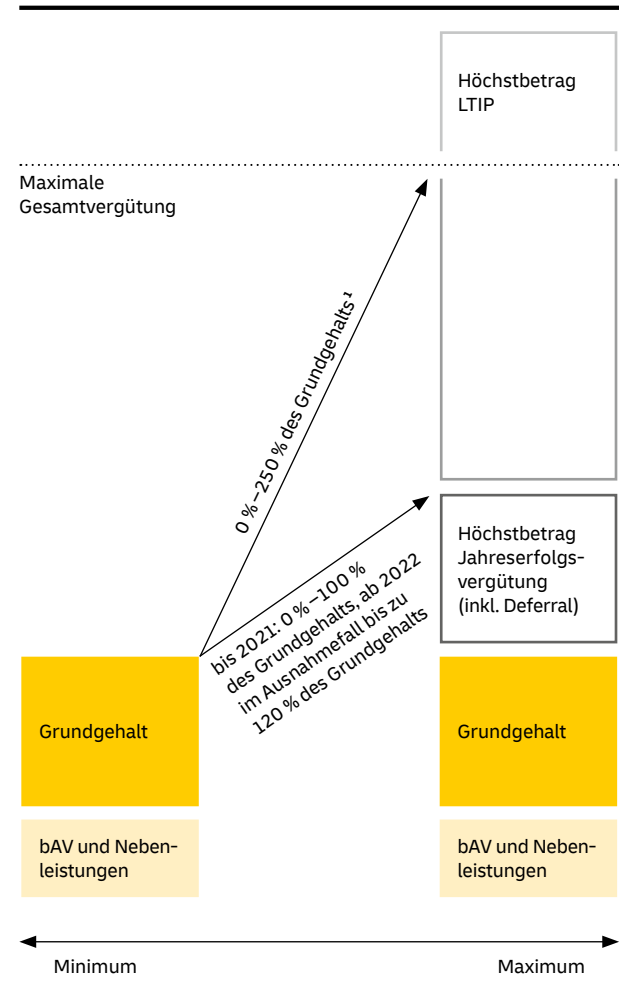 Höchstbetrag
LTIP
Maximale
Gesamtvergütung
0 % – 250 % des Grundgehalts¹
Höchstbetrag
Jahreserfolgs-
vergütung
(inkl. Deferral)
bis 2021: 0 % – 100 %
des Grundgehalts, ab 2022
im Ausnahmefall bis zu
120 % des Grundgehalts
Grundgehalt
Grundgehalt
bAV und Neben-
leistungen
bAV und Neben-
leistungen
Minimum
Maximum